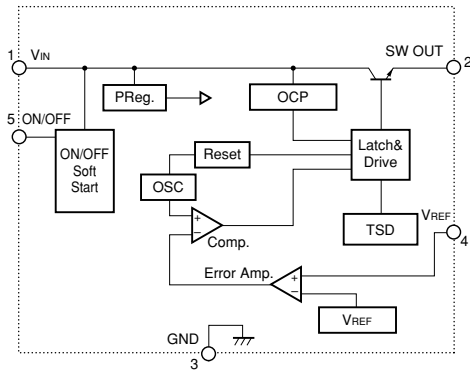 1
VIN
SW OUT
2
PReg.
OCP
5 ON/OFF
ON/OFF
Soft
Start
Reset
Latch&
Drive
OSC
+
−
Comp.
TSD
VREF
4
Error Amp.
+
−
VREF
GND
3